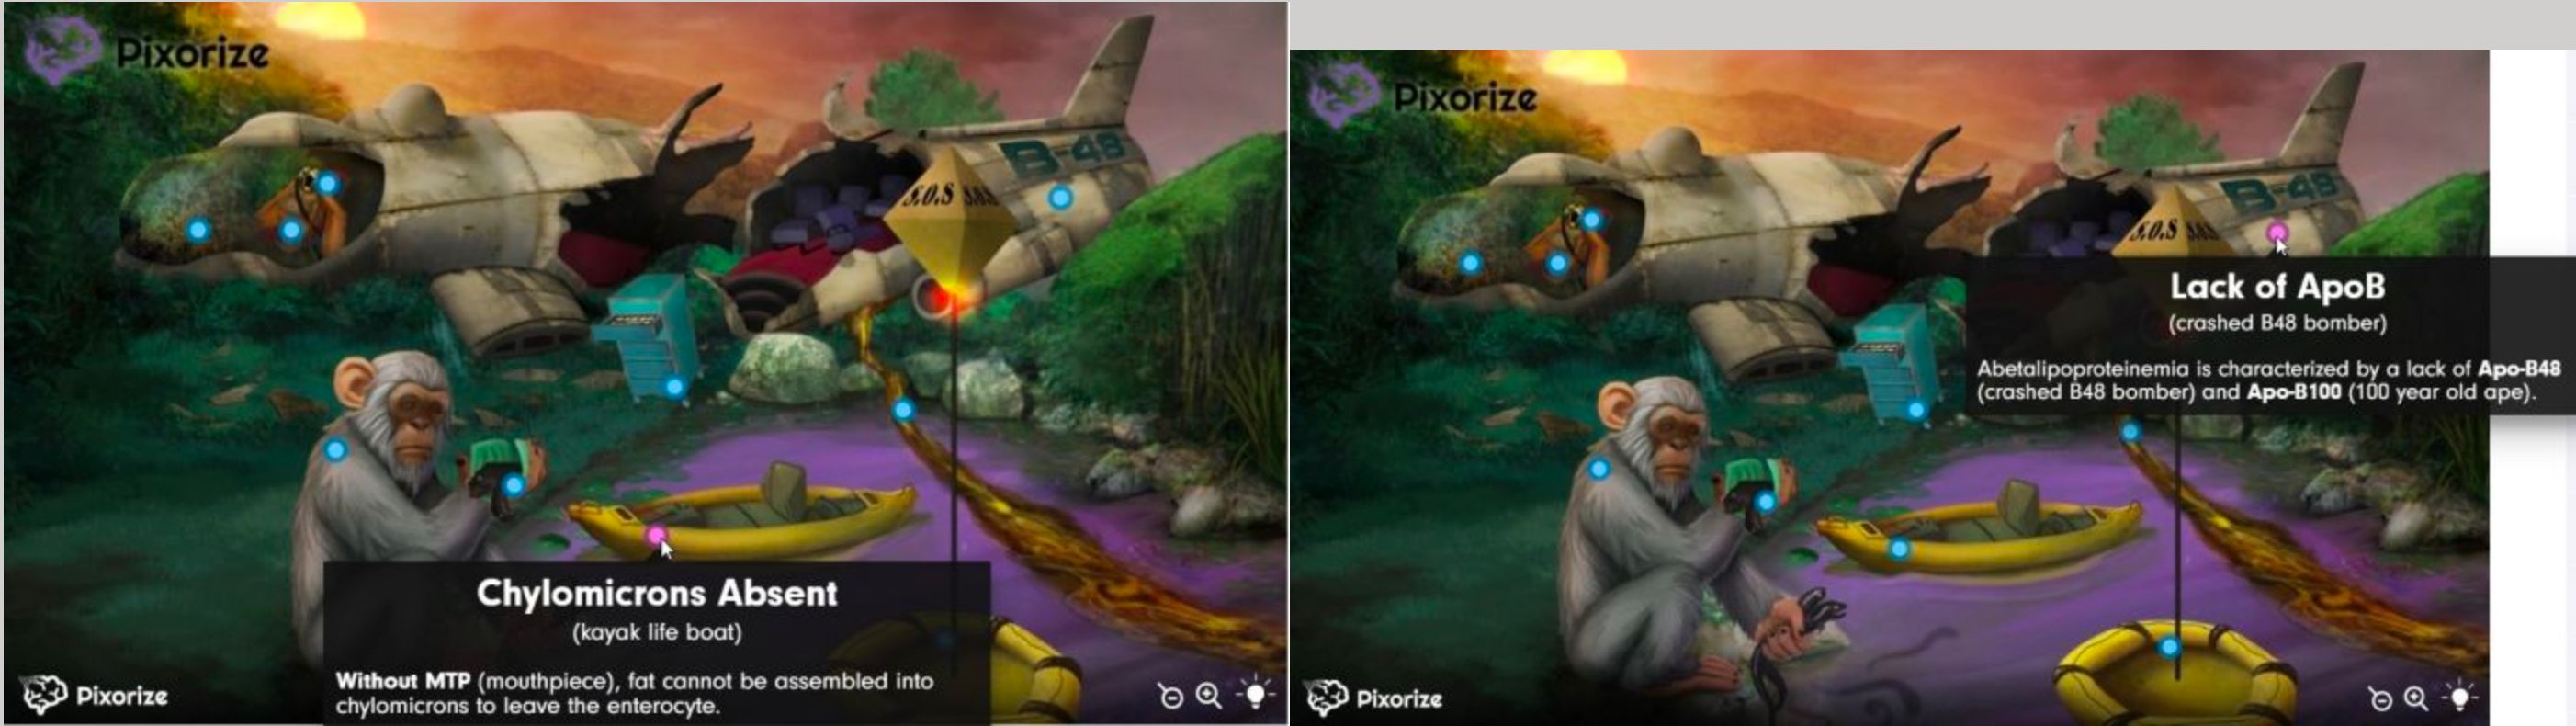 Pixorize
B-48
S.O.S S.O.S
Chylomicrons Absent
(kayak life boat)
Without MTP (mouthpiece), fat cannot be assembled into
chylomicrons to leave the enterocyte.
Pixorize
Pixorize
B-48
S.O.S S.O.S
Lack of ApoB
(crashed B48 bomber)
Abetalipoproteinemia is characterized by a lack of Apo-B48
(crashed B48 bomber) and Apo-B100 (100 year old ape).
Pixorize